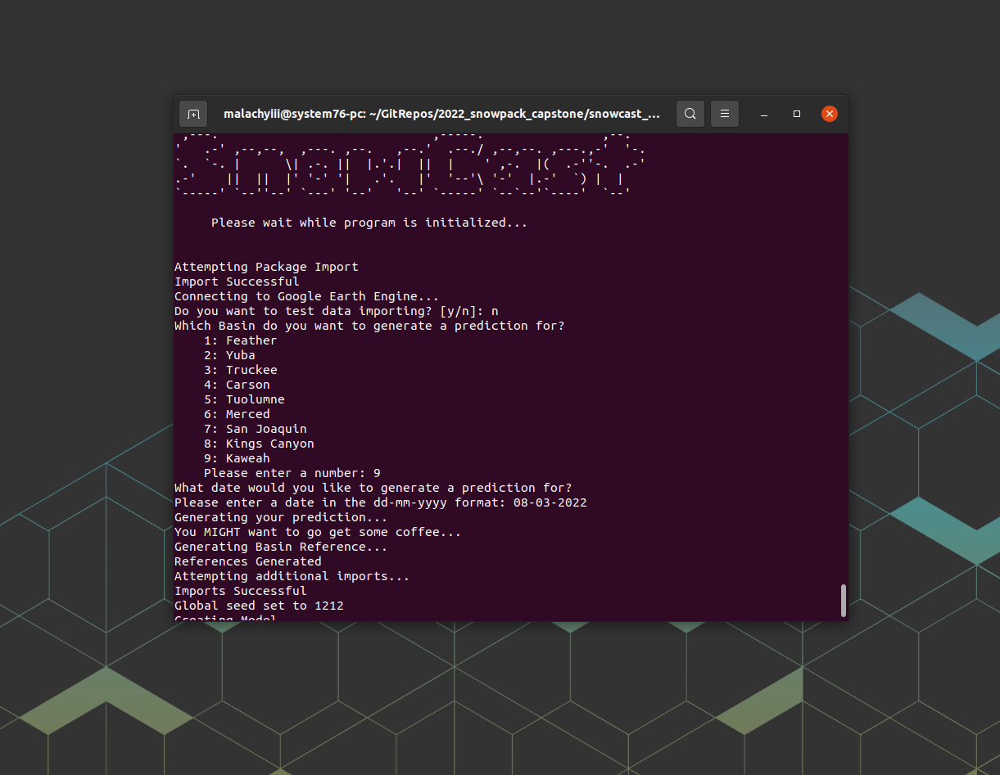 malachyiii@system76-pc: ~/GitRepos/2022_snowpack_capstone/snowcast_...
SnowCast
Please wait while program is initialized...
Attempting Package Import
Import Successful
Connecting to Google Earth Engine...
Do you want to test data importing? [y/n]: n
Which Basin do you want to generate a prediction for?
1: Feather
2: Yuba
3: Truckee
4: Carson
5: Tuolumne
6: Merced
7: San Joaquin
8: Kings Canyon
9: Kaweah
Please enter a number: 9
What date would you like to generate a prediction for?
Please enter a date in the dd-mm-yyyy format: 08-03-2022
Generating your prediction...
You MIGHT want to go get some coffee...
Generating Basin Reference...
References Generated
Attempting additional imports...
Imports Successful
Global seed set to 1212
Creating Model